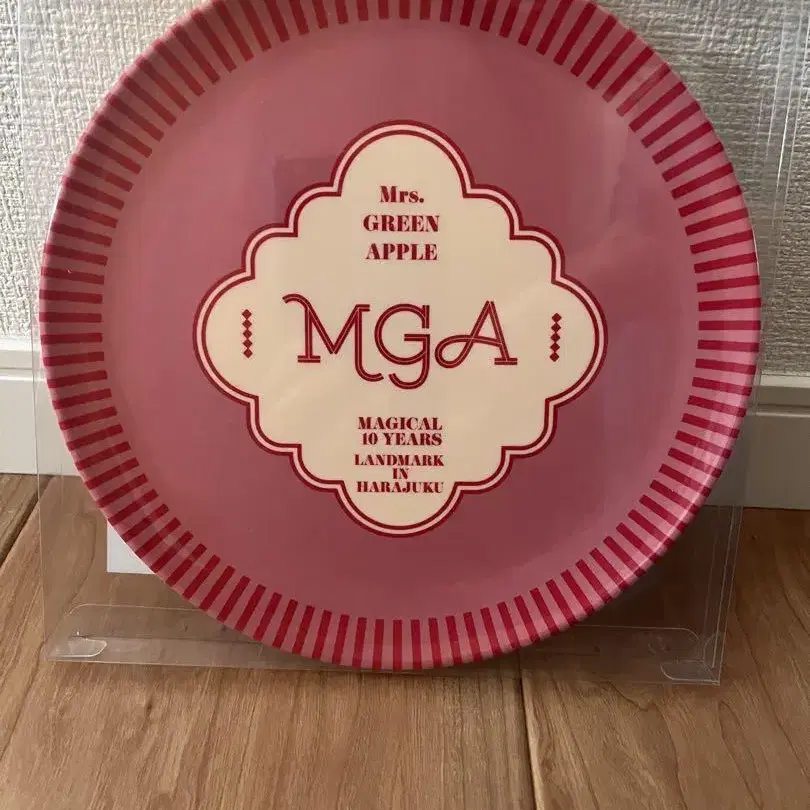 Mrs.
GREEN
APPLE
MGA
MAGICAL
10 YEARS
LANDMARK
IN
HARAJUKU